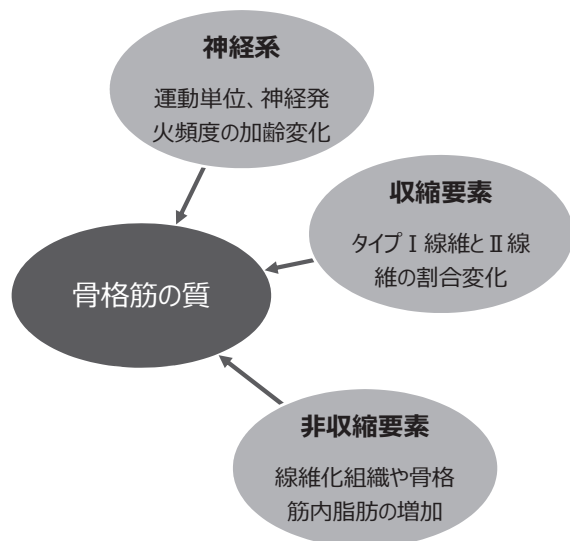 神経系
運動単位、神経発
火頻度の加齢変化
収縮要素
タイプⅠ線維とⅡ線
維の割合変化
骨格筋の質
非収縮要素
線維化組織や骨格
筋内脂肪の増加